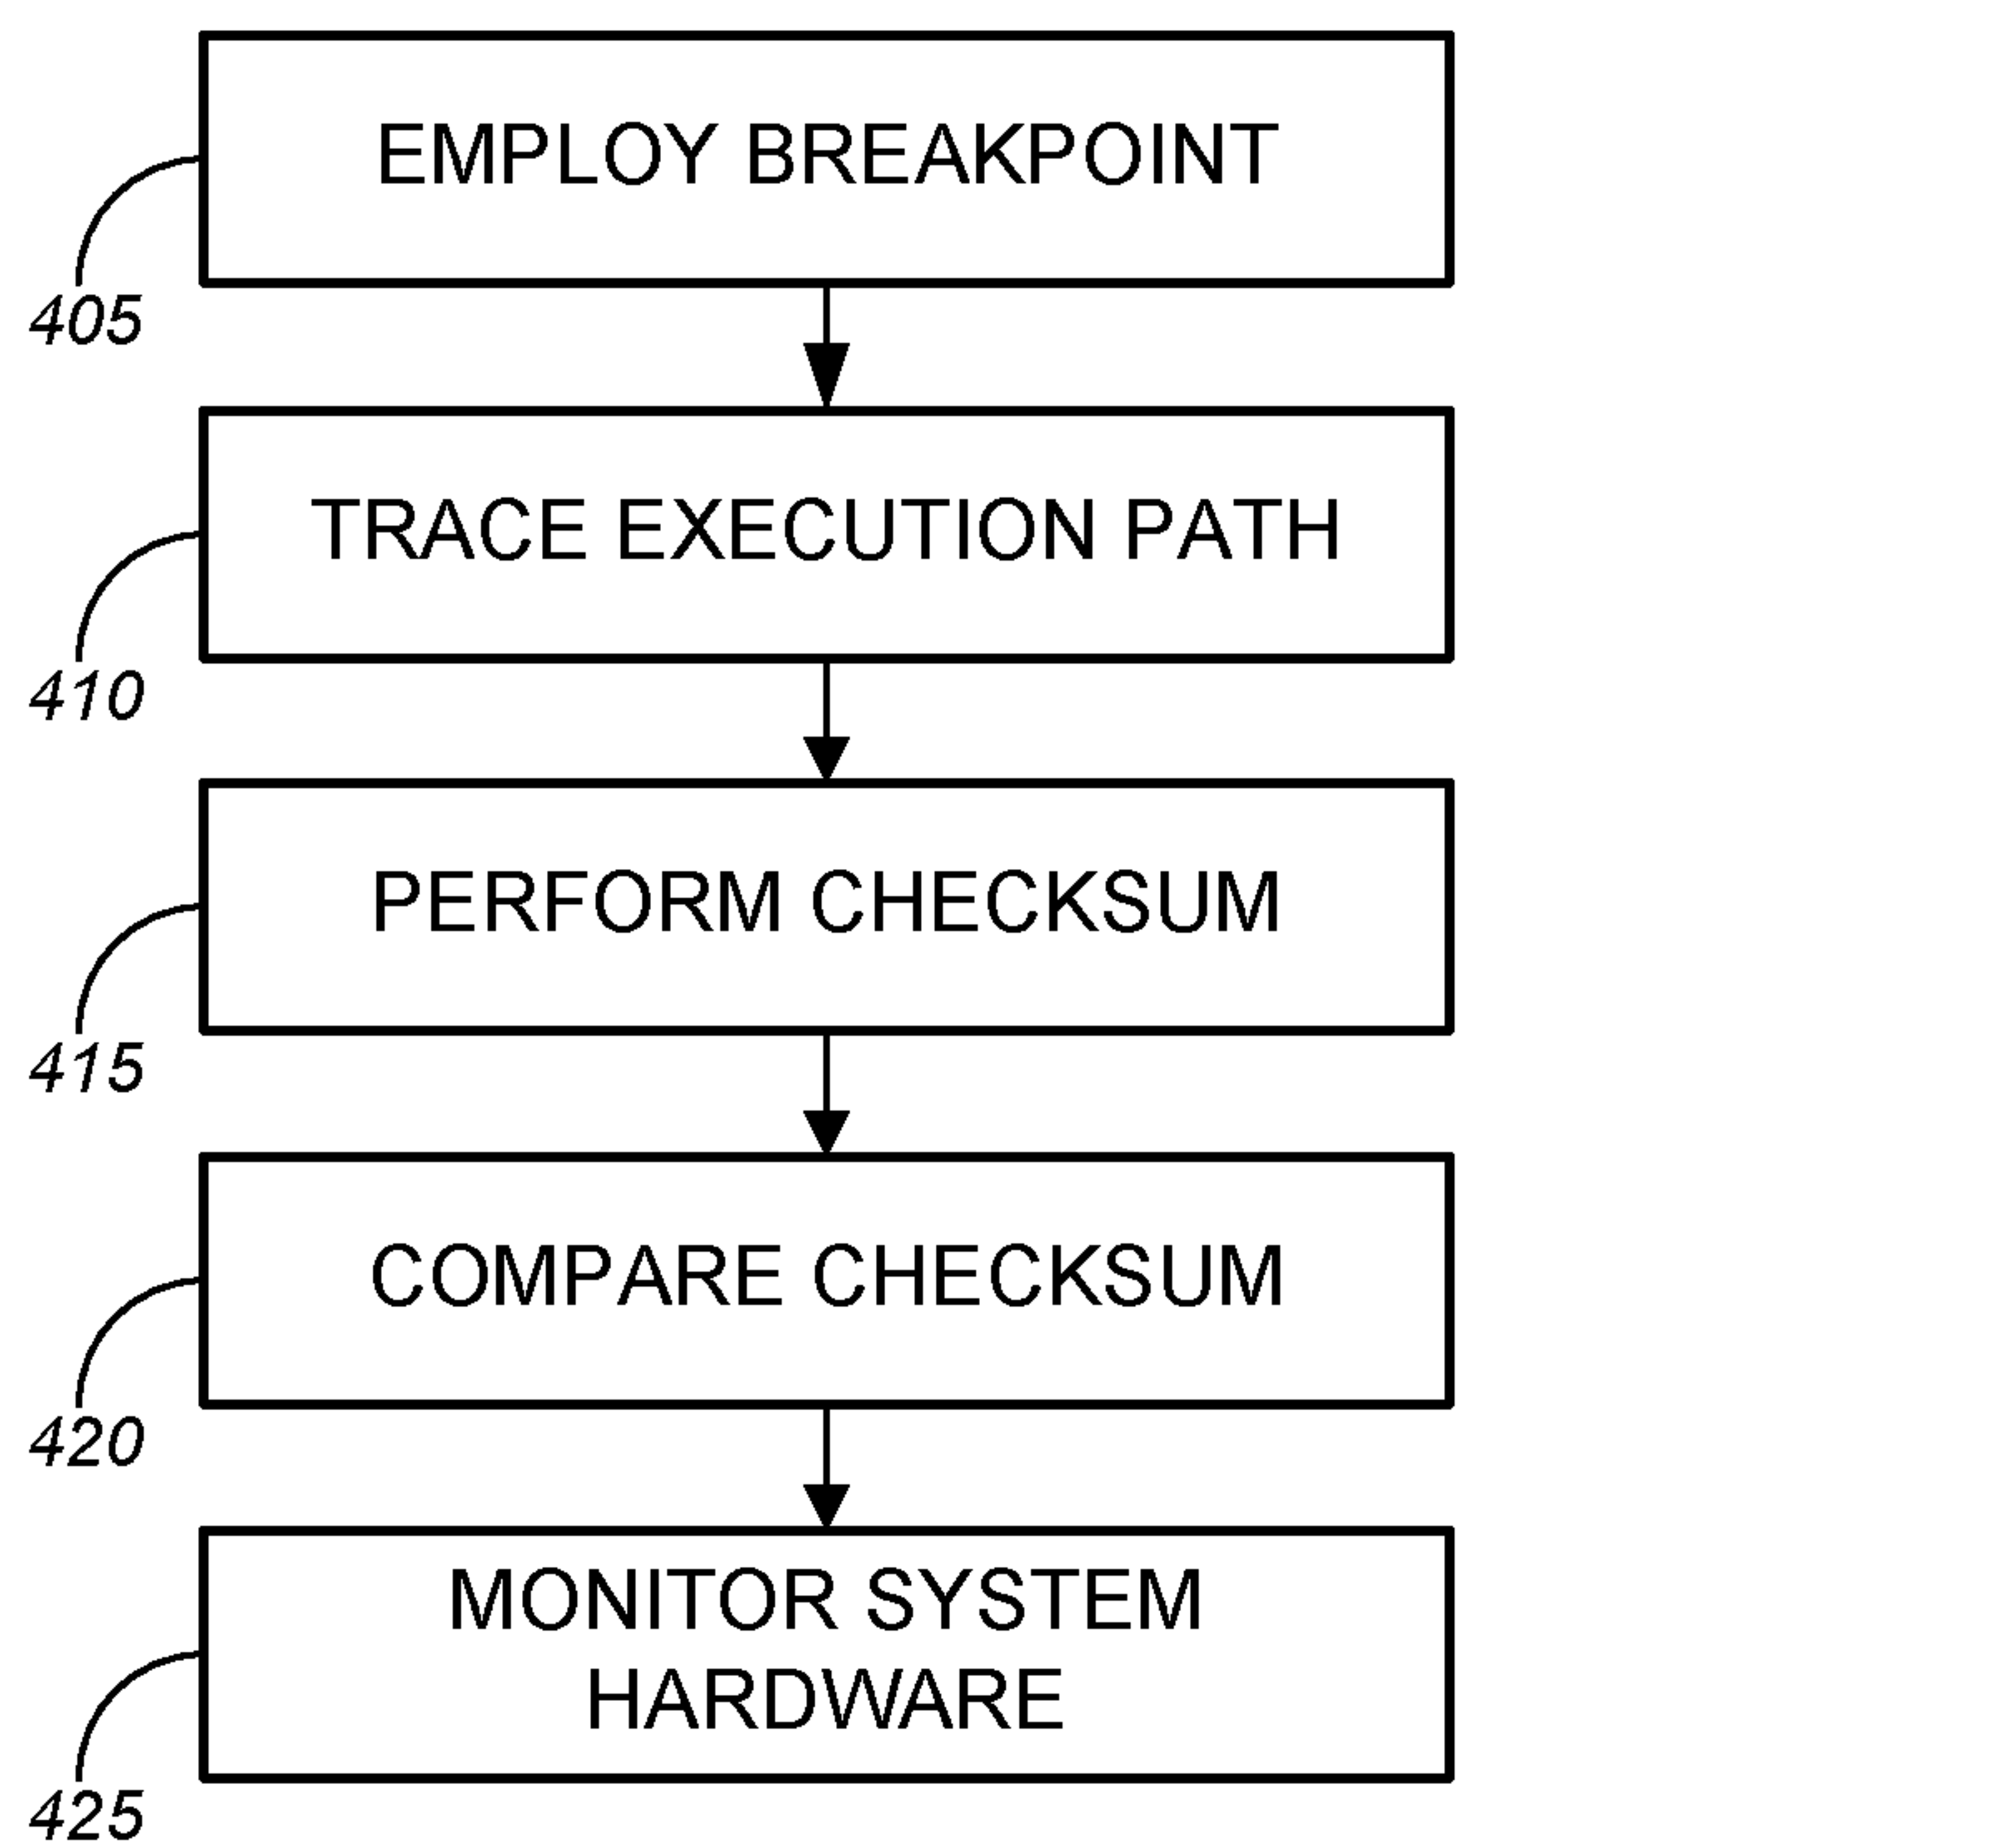 EMPLOY BREAKPOINT
405
TRACE EXECUTION PATH
410
PERFORM CHECKSUM
415
COMPARE CHECKSUM
420
MONITOR SYSTEM
HARDWARE
425